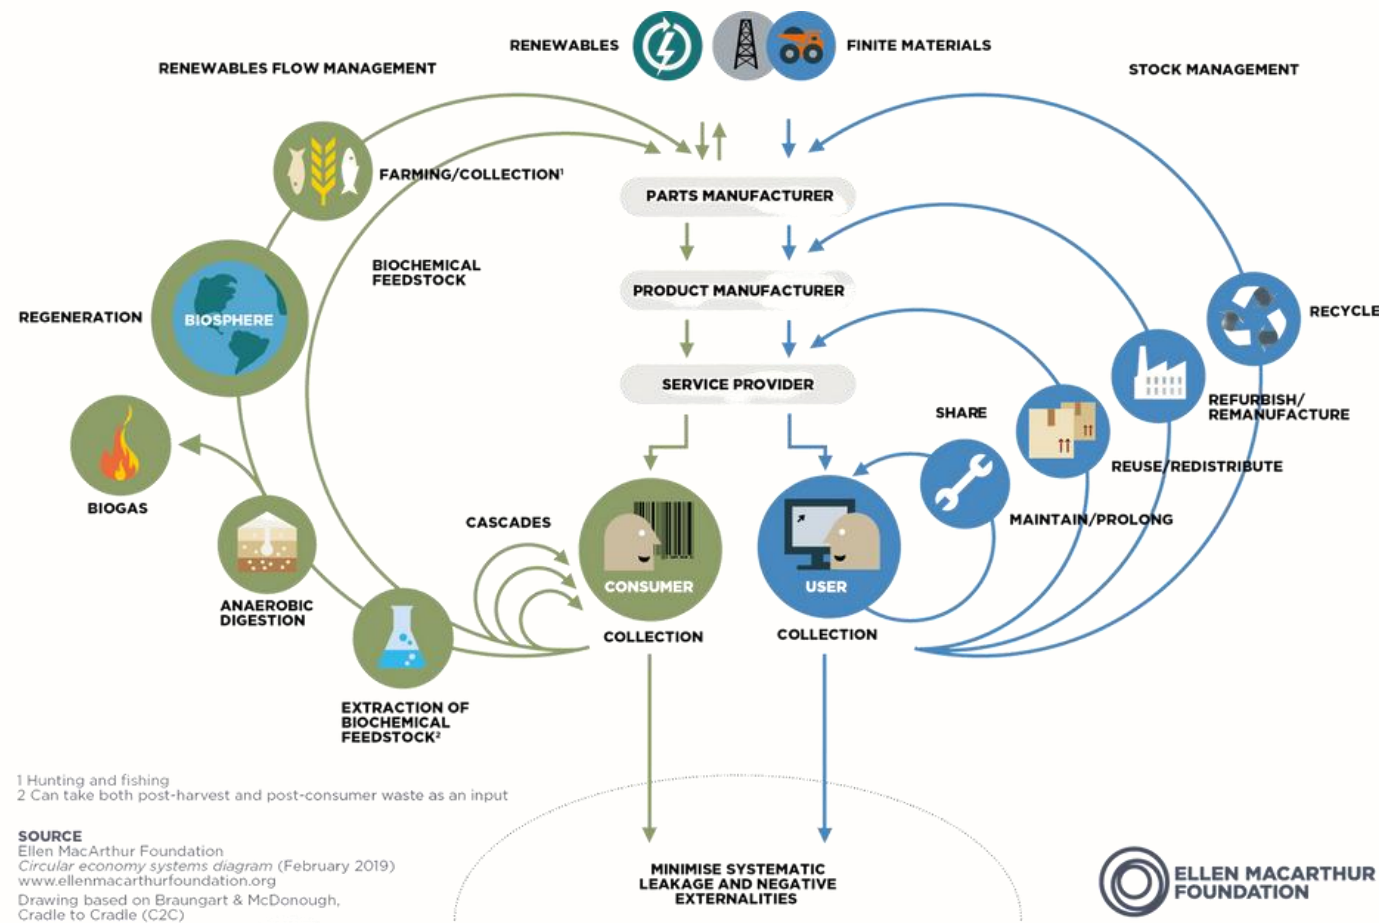 RENEWABLES
FINITE MATERIALS
RENEWABLES FLOW MANAGEMENT
STOCK MANAGEMENT
FARMING/COLLECTION¹
PARTS MANUFACTURER
BIOCHEMICAL
FEEDSTOCK
PRODUCT MANUFACTURER
REGENERATION
BIOSPHERE
RECYCLE
SERVICE PROVIDER
SHARE
REFURBISH/
REMANUFACTURE
REUSE/REDISTRIBUTE
BIOGAS
CASCADES
MAINTAIN/PROLONG
CONSUMER
USER
ANAEROBIC
DIGESTION
COLLECTION
COLLECTION
EXTRACTION OF
BIOCHEMICAL
FEEDSTOCK²
1 Hunting and fishing
2 Can take both post-harvest and post-consumer waste as an input
SOURCE
Ellen MacArthur Foundation
Circular economy systems diagram (February 2019)
www.ellenmacarthurfoundation.org
Drawing based on Braungart & McDonough,
Cradle to Cradle (C2C)
MINIMISE SYSTEMATIC
LEAKAGE AND NEGATIVE
EXTERNALITIES
ELLEN MACARTHUR
FOUNDATION